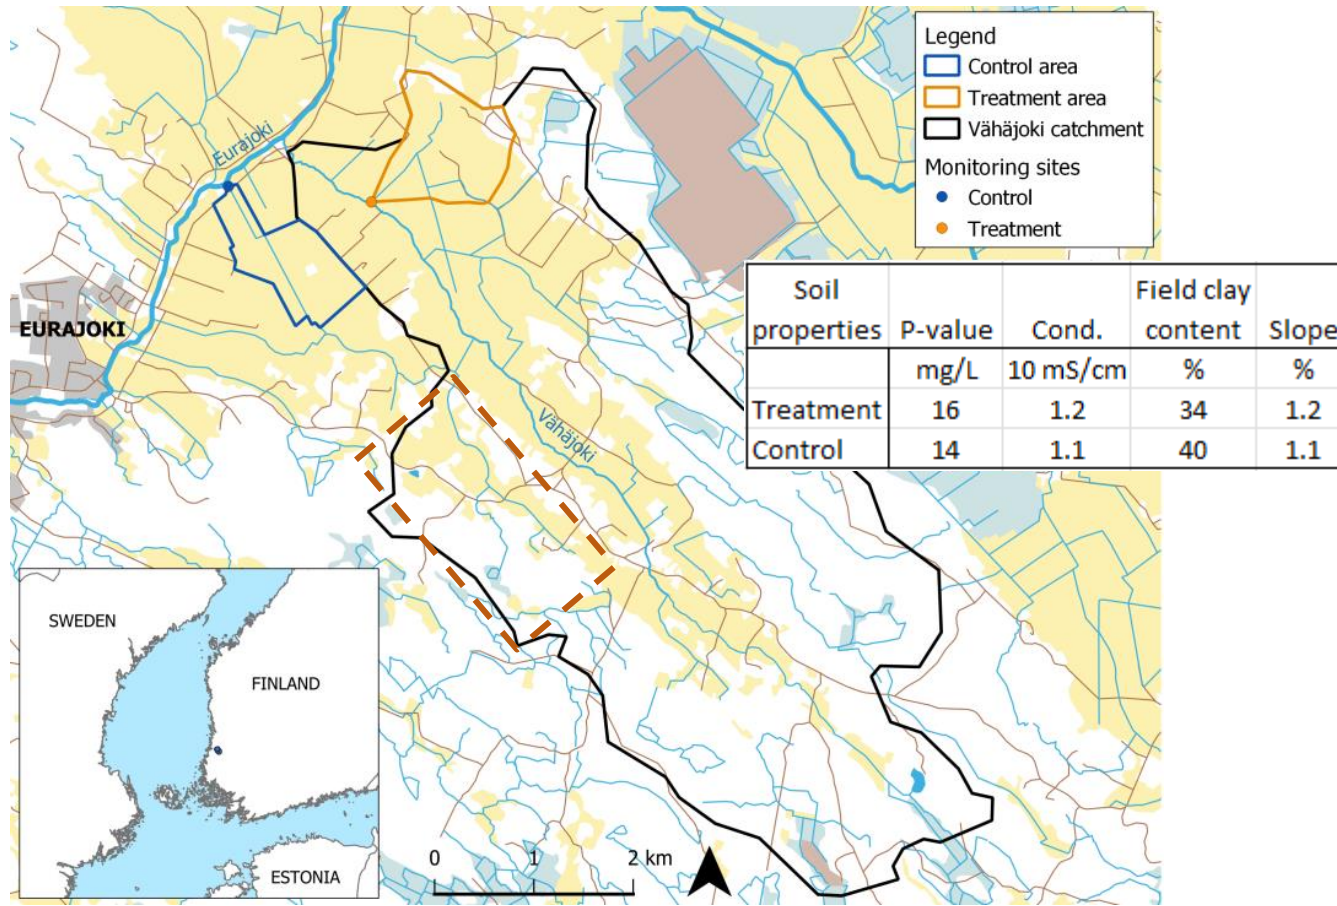 Legend
Control area
Treatment area
Vähäjoki catchment
Monitoring sites
Control
Treatment
Eurajoki
EURAJOKI
Vähäjoki
Soil properties P-value Cond. Field clay content Slope
mg/L 10 mS/cm % %
Treatment 16 1.2 34 1.2
Control 14 1.1 40 1.1
SWEDEN
FINLAND
ESTONIA
0 1 2 km